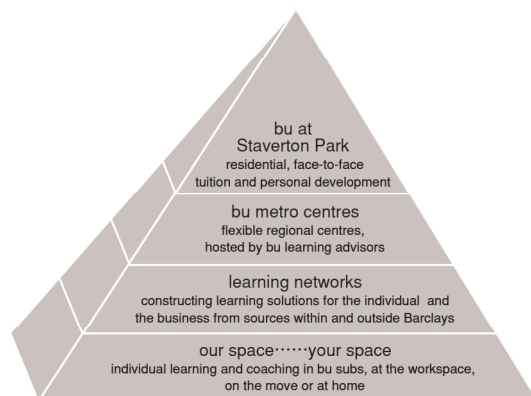 bu at
Staverton Park
residential, face-to-face
tuition and personal development
bu metro centres
flexible regional centres,
hosted by bu learning advisors
learning networks
constructing learning solutions for the individual and
the business from sources within and outside Barclays
our space······your space
individual learning and coaching in bu subs, at the workspace,
on the move or at home